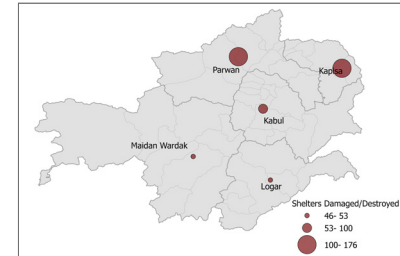 Parwan
Kapisa
Kabul
Maidan Wardak
Logar
Shelters Damaged/Destroyed
46- 53
53- 100
100- 176